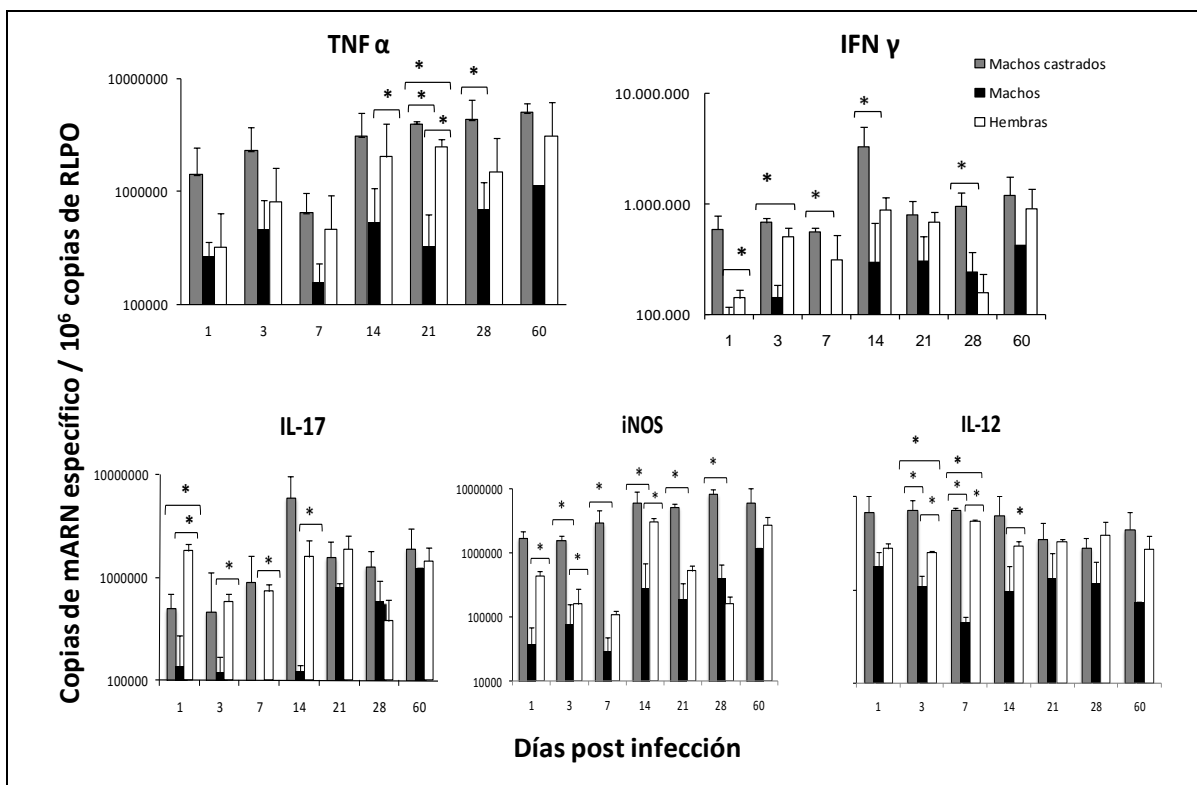 TNF α
IFN γ
Machos castrados
Machos
Hembras
10000000
1000000
100000
1 3 7 14 21 28 60
* * * * *
10.000.000
1.000.000
100.000
1 3 7 14 21 28 60
* * * * *
Copias de mARN específico / 10⁶ copias de RLPO
IL-17
iNOS
IL-12
10000000
1000000
100000
1 3 7 14 21 28 60
* * * * *
10000000
1000000
100000
10000
1 3 7 14 21 28 60
* * * * * * * *
1 3 7 14 21 28 60
* * * * * * *
Días post infección